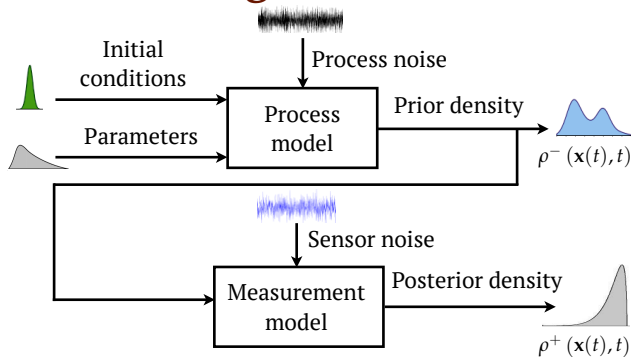 Initial
conditions
Process noise
Parameters
Process
model
Prior density
ρ⁻ (x(t), t)
Sensor noise
Measurement
model
Posterior density
ρ⁺ (x(t), t)